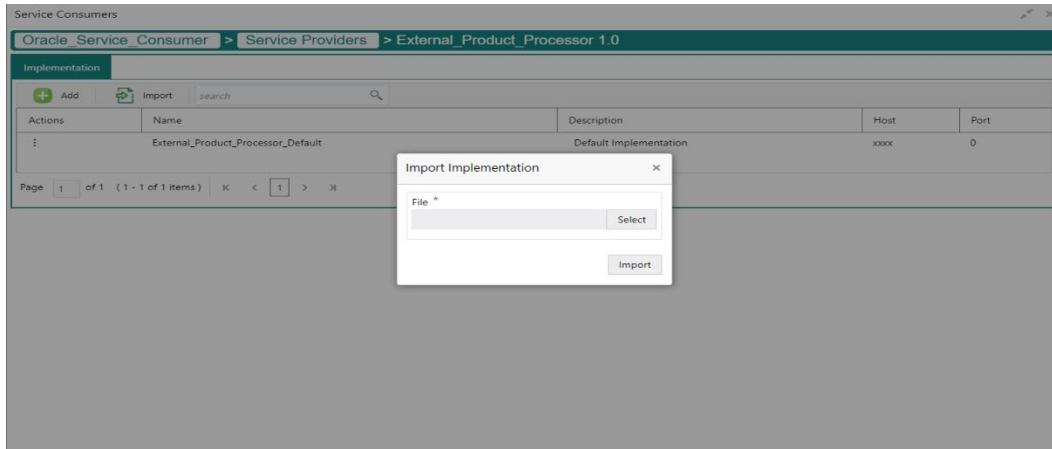 Service Consumers
Oracle_Service_Consumer > Service Providers > External_Product_Processor 1.0
Implementation
Add Import search
Actions Name Description Host Port
External_Product_Processor_Default Default Implementation xxxx 0
Page 1 of 1 (1 - 1 of 1 items) K < 1 > >|
Import Implementation ×
File *
Select
Import